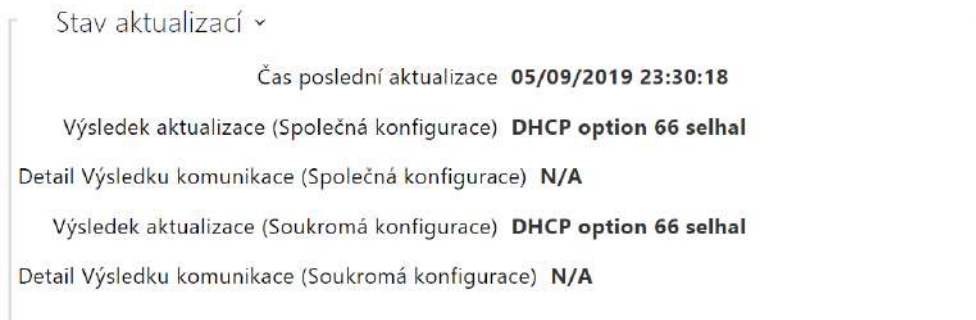 Stav aktualizací
Čas poslední aktualizace 05/09/2019 23:30:18
Výsledek aktualizace (Společná konfigurace) DHCP option 66 selhal
Detail Výsledku komunikace (Společná konfigurace) N/A
Výsledek aktualizace (Soukromá konfigurace) DHCP option 66 selhal
Detail Výsledku komunikace (Soukromá konfigurace) N/A